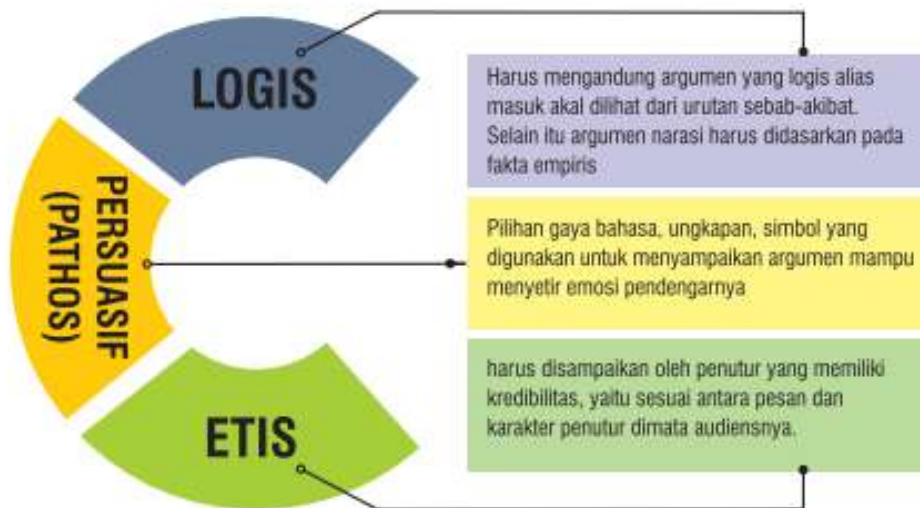 LOGIS
Harus mengandung argumen yang logis alias
masuk akal dilihat dari urutan sebab-akibat.
Selain itu argumen narasi harus didasarkan pada
fakta empiris
PERSUASIF
(PATHOS)
Pilihan gaya bahasa, ungkapan, simbol yang
digunakan untuk menyampaikan argumen mampu
menyetir emosi pendengarnya
ETIS
harus disampaikan oleh penutur yang memiliki
kredibilitas, yaitu sesuai antara pesan dan
karakter penutur dimata audiensnya.